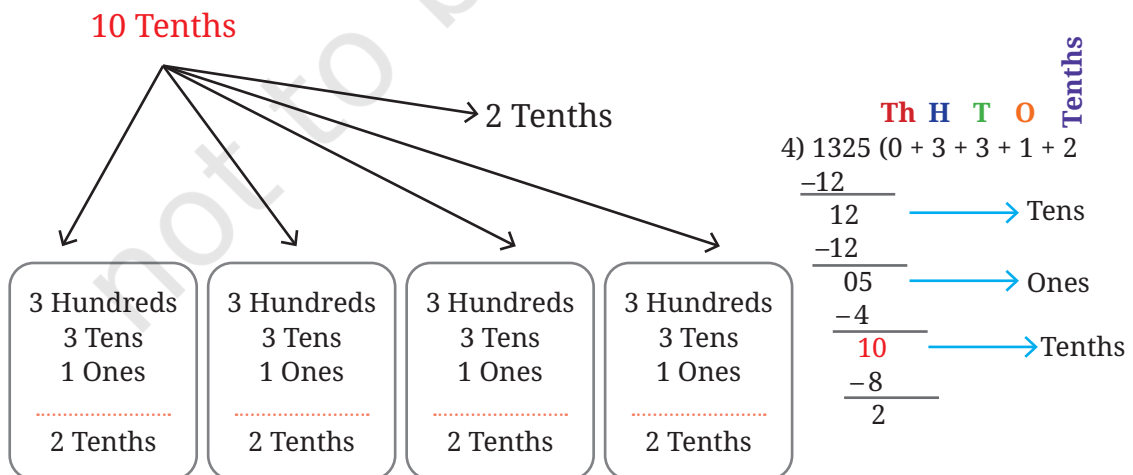 10 Tenths
2 Tenths
3 Hundreds
3 Tens
1 Ones
2 Tenths
3 Hundreds
3 Tens
1 Ones
2 Tenths
3 Hundreds
3 Tens
1 Ones
2 Tenths
3 Hundreds
3 Tens
1 Ones
2 Tenths
Th H T O Tenths
4) 1325 (0 + 3 + 3 + 1 + 2
–12
12 Tens
–12
05 Ones
–4
10 Tenths
–8
2
not to b